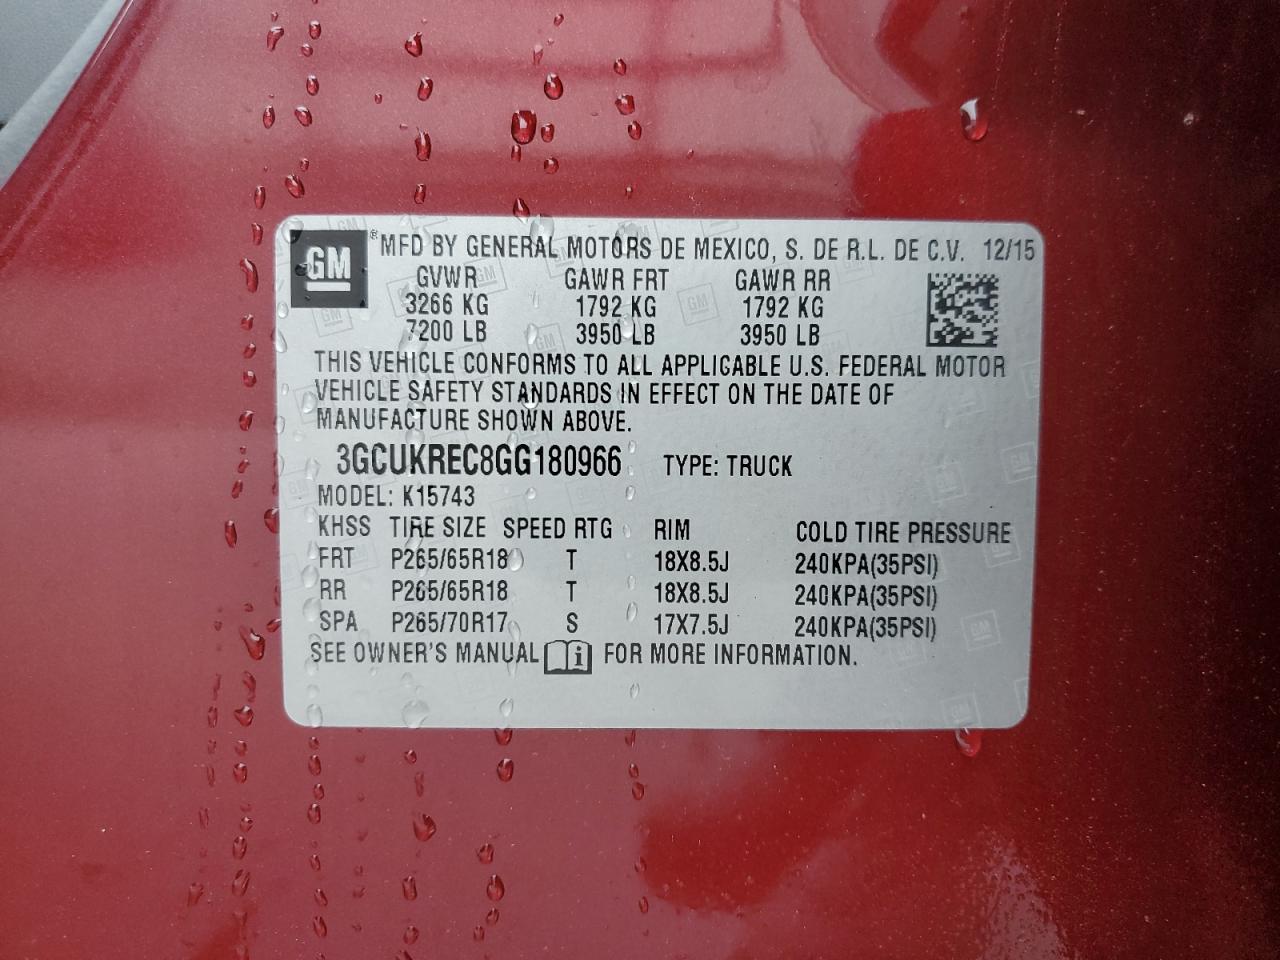 GM ® MFD BY GENERAL MOTORS DE MEXICO, S. DE R.L. DE C.V. 12/15
GVWR GAWR FRT GAWR RR
3266 KG 1792 KG 1792 KG
7200 LB 3950 LB 3950 LB
THIS VEHICLE CONFORMS TO ALL APPLICABLE U.S. FEDERAL MOTOR
VEHICLE SAFETY STANDARDS IN EFFECT ON THE DATE OF
MANUFACTURE SHOWN ABOVE.
3GCUKREC8GG180966 TYPE: TRUCK
MODEL: K15743
KHSS TIRE SIZE SPEED RTG RIM COLD TIRE PRESSURE
FRT P265/65R18 T 18X8.5J 240KPA(35PSI)
RR P265/65R18 T 18X8.5J 240KPA(35PSI)
SPA P265/70R17 S 17X7.5J 240KPA(35PSI)
SEE OWNER'S MANUAL i FOR MORE INFORMATION.